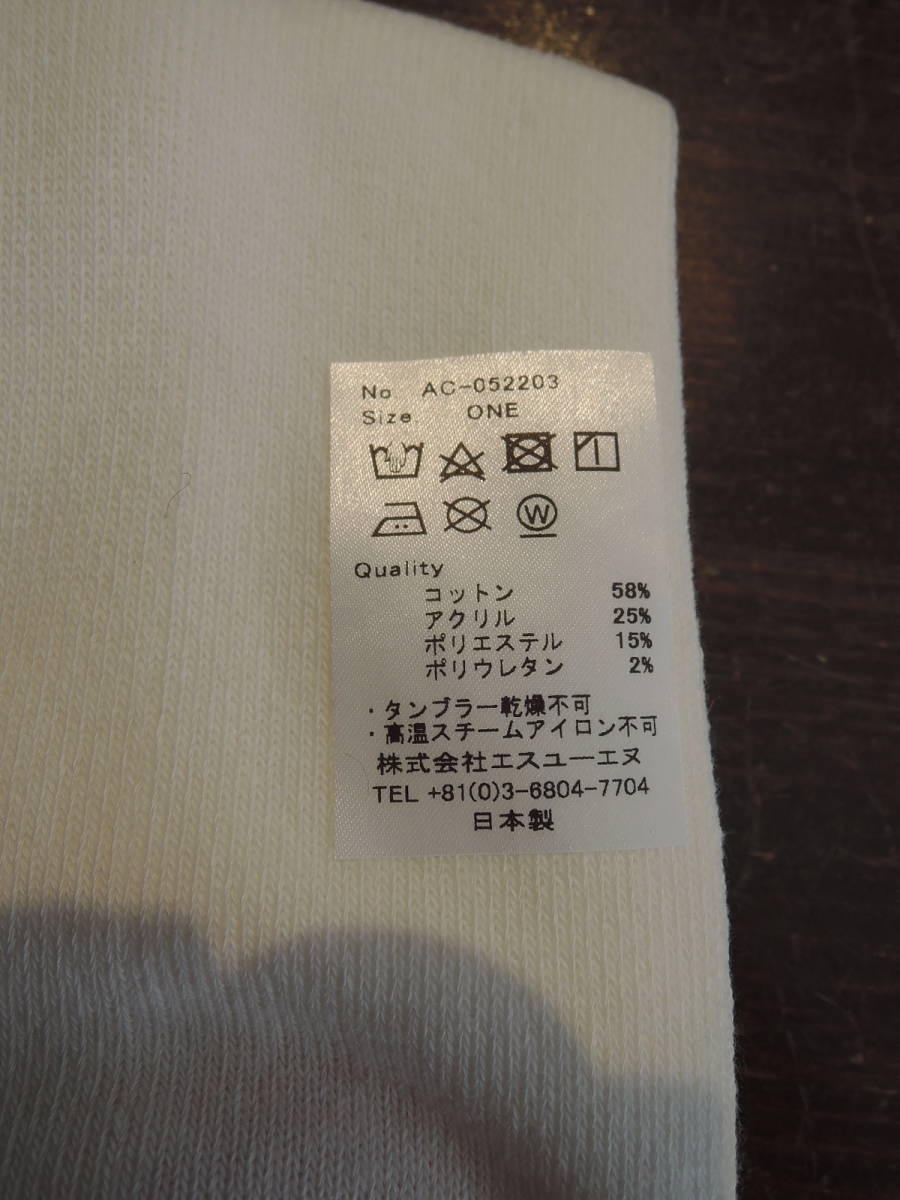 No AC-052203
Size ONE
W
Quality
コットン 58%
アクリル 25%
ポリエステル 15%
ポリウレタン 2%
・タンブラー乾燥不可
・高温スチームアイロン不可
株式会社エスユーエヌ
TEL +81(0)3-6804-7704
日本製